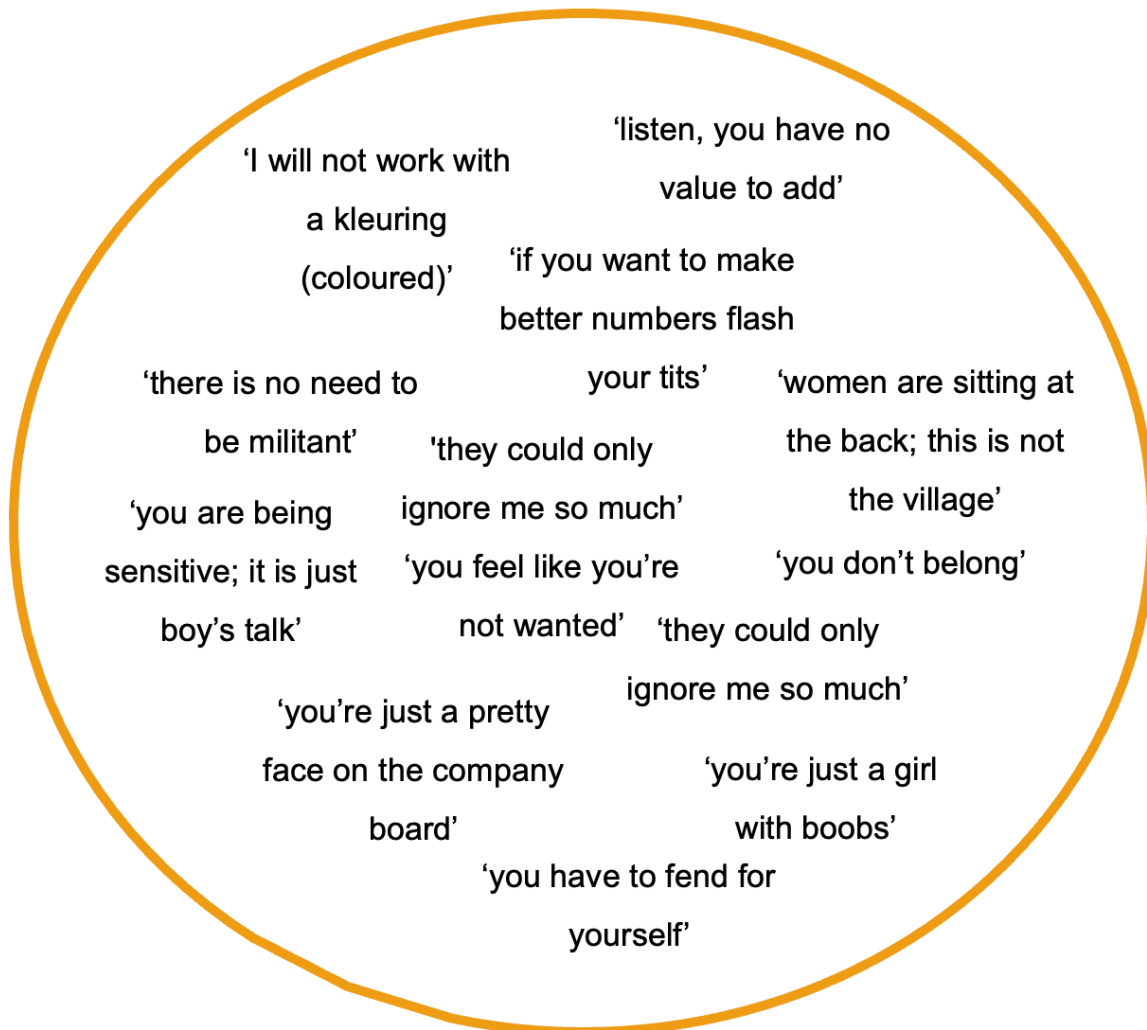 ‘listen, you have no
value to add’
‘I will not work with
a kleuring
(coloured)’
‘if you want to make
better numbers flash
your tits’
‘there is no need to
be militant’
'they could only
ignore me so much’
‘women are sitting at
the back; this is not
the village’
‘you are being
sensitive; it is just
boy’s talk’
‘you feel like you’re
not wanted’
‘you don’t belong’
‘they could only
ignore me so much’
‘you’re just a pretty
face on the company
board’
‘you’re just a girl
with boobs’
‘you have to fend for
yourself’